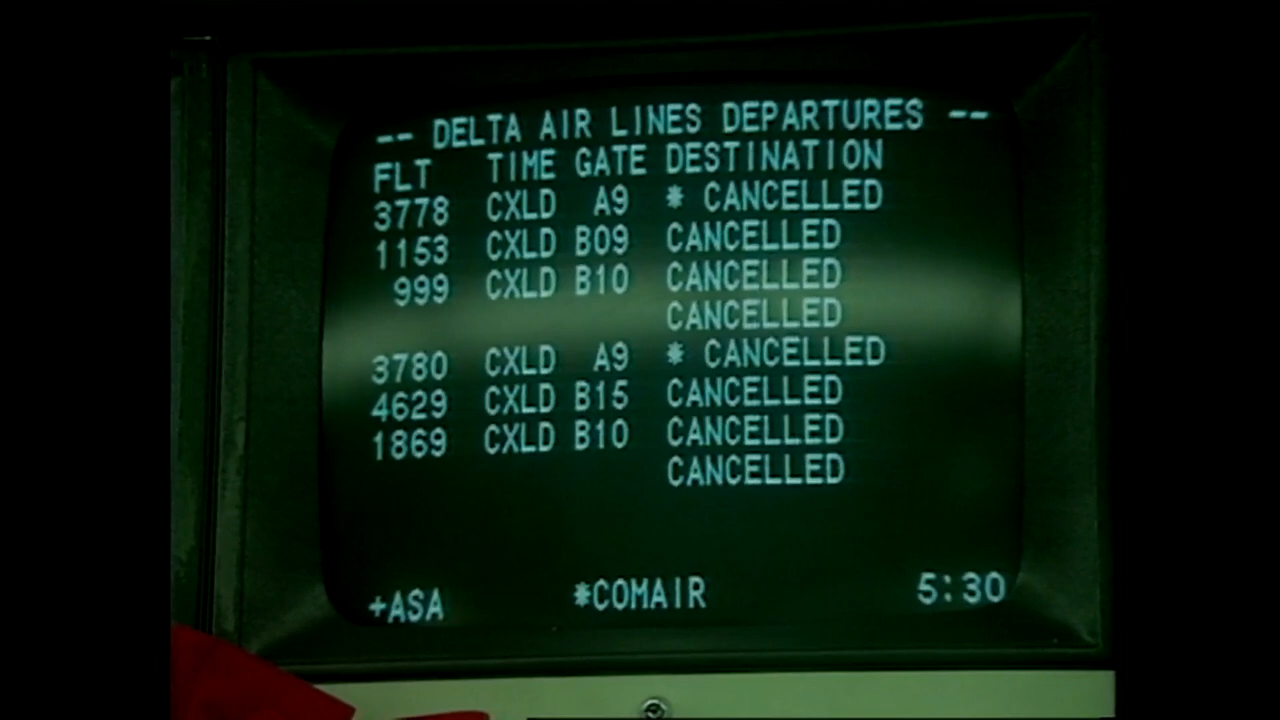 -- DELTA AIR LINES DEPARTURES --
FLT TIME GATE DESTINATION
3778 CXLD A9 * CANCELLED
1153 CXLD B09 CANCELLED
999 CXLD B10 CANCELLED
CANCELLED
3780 CXLD A9 * CANCELLED
4629 CXLD B15 CANCELLED
1869 CXLD B10 CANCELLED
CANCELLED
+ASA *COMAIR 5:30